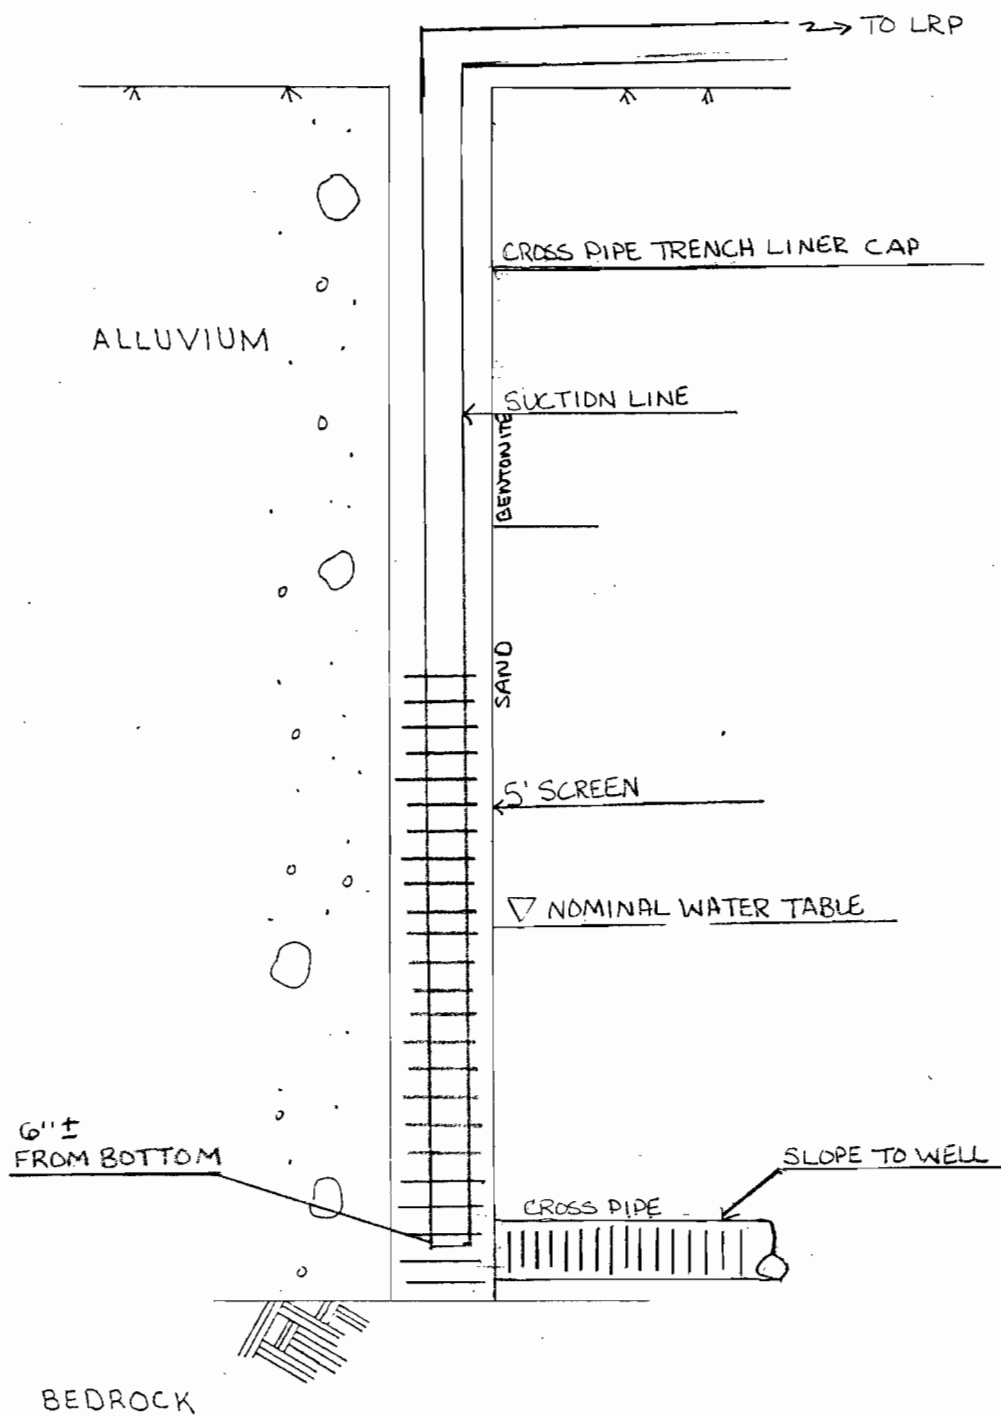 TO LRP
CROSS PIPE TRENCH LINER CAP
ALLUVIUM
SUCTION LINE
BENTONITE
SAND
5' SCREEN
NOMINAL WATER TABLE
6"±
FROM BOTTOM
SLOPE TO WELL
CROSS PIPE
BEDROCK